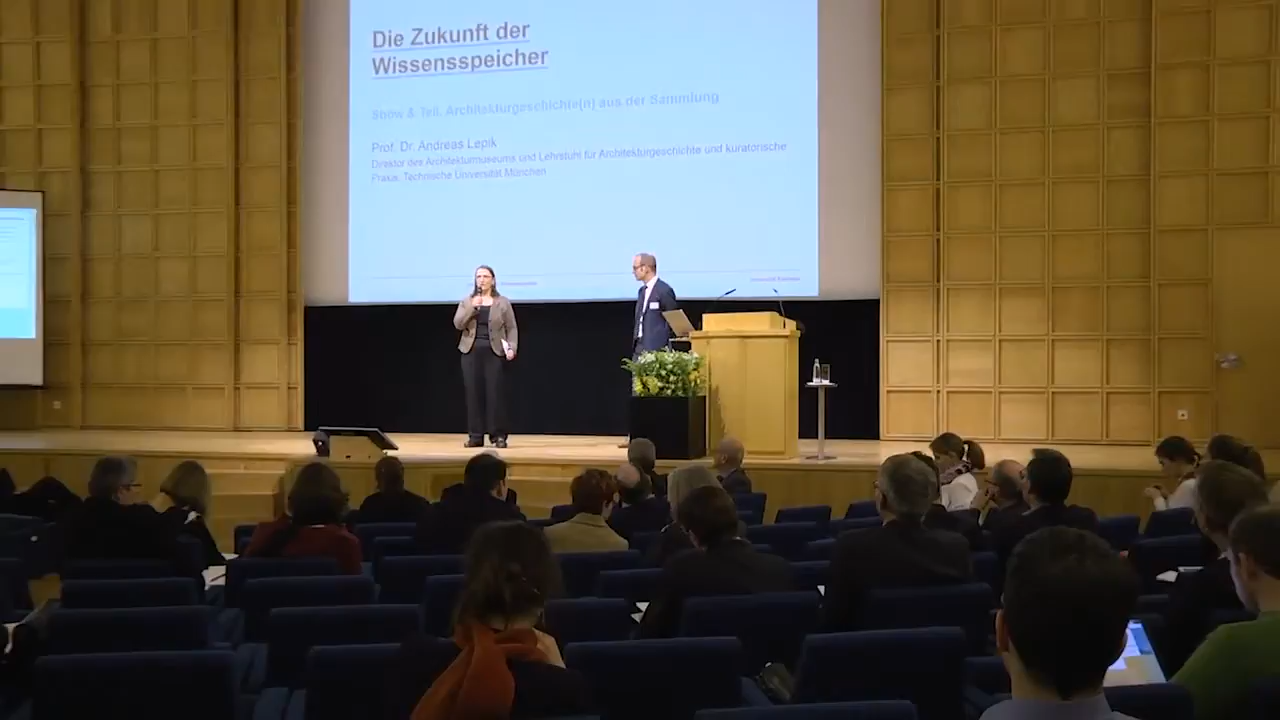 Die Zukunft der
Wissensspeicher
Show & Tell. Architekturgeschichte(n) aus der Sammlung
Prof. Dr. Andreas Lepik
Direktor des Architekturmuseums und Lehrstuhl für Architekturgeschichte und kuratorische
Praxis, Technische Universität München